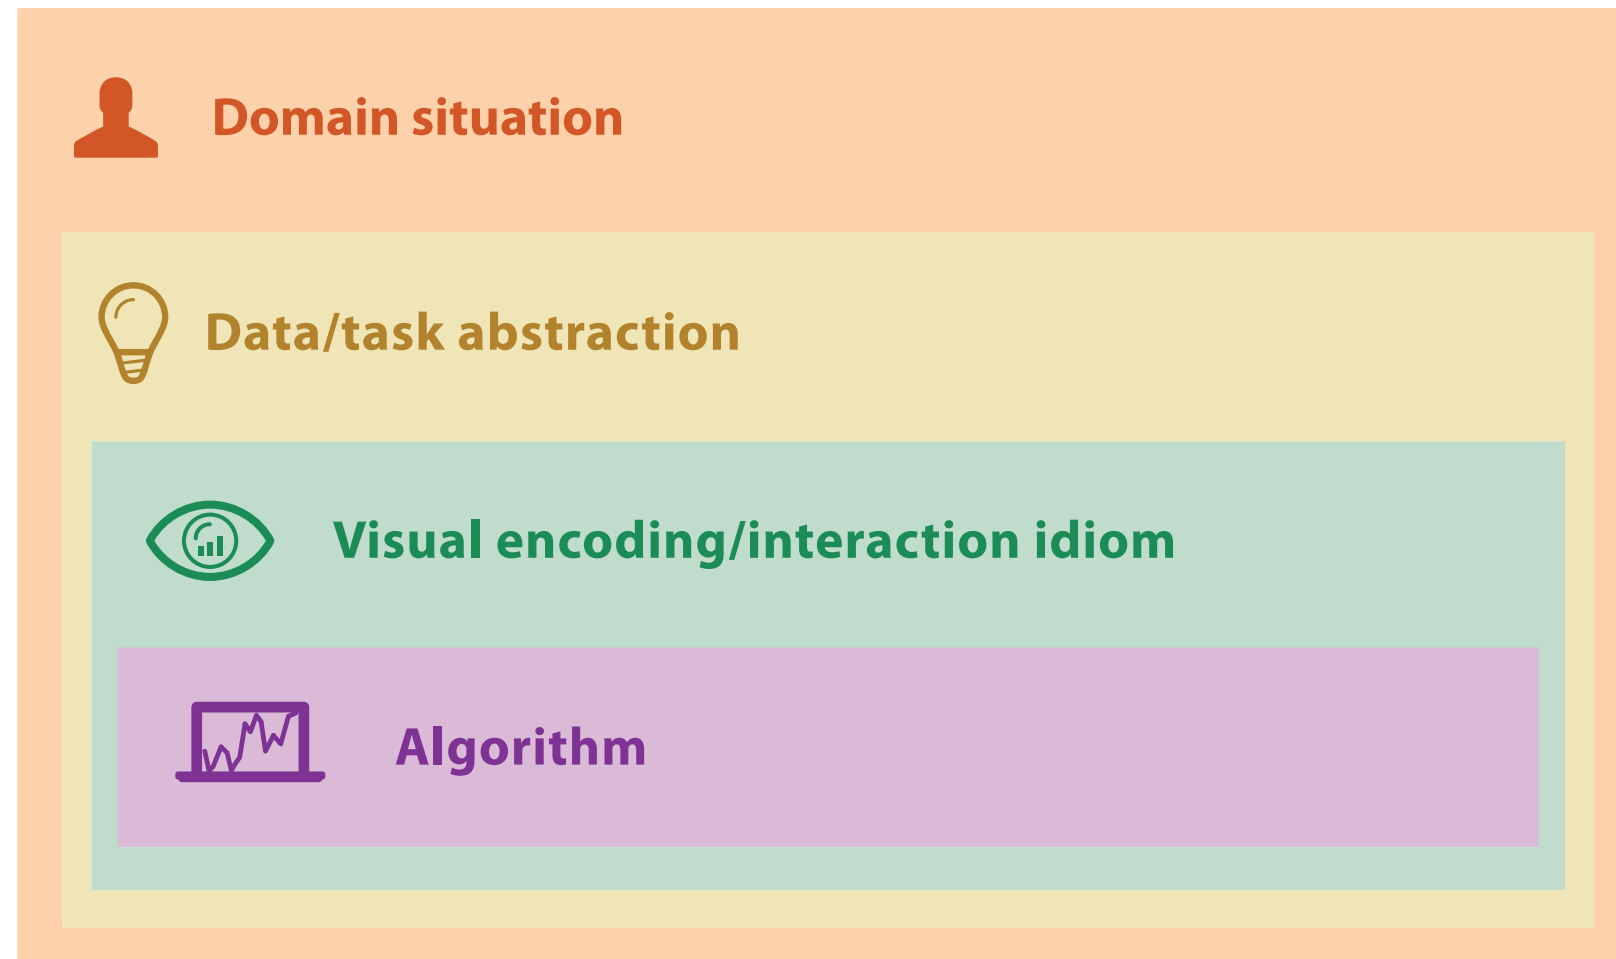 Domain situation
Data/task abstraction
Visual encoding/interaction idiom
Algorithm